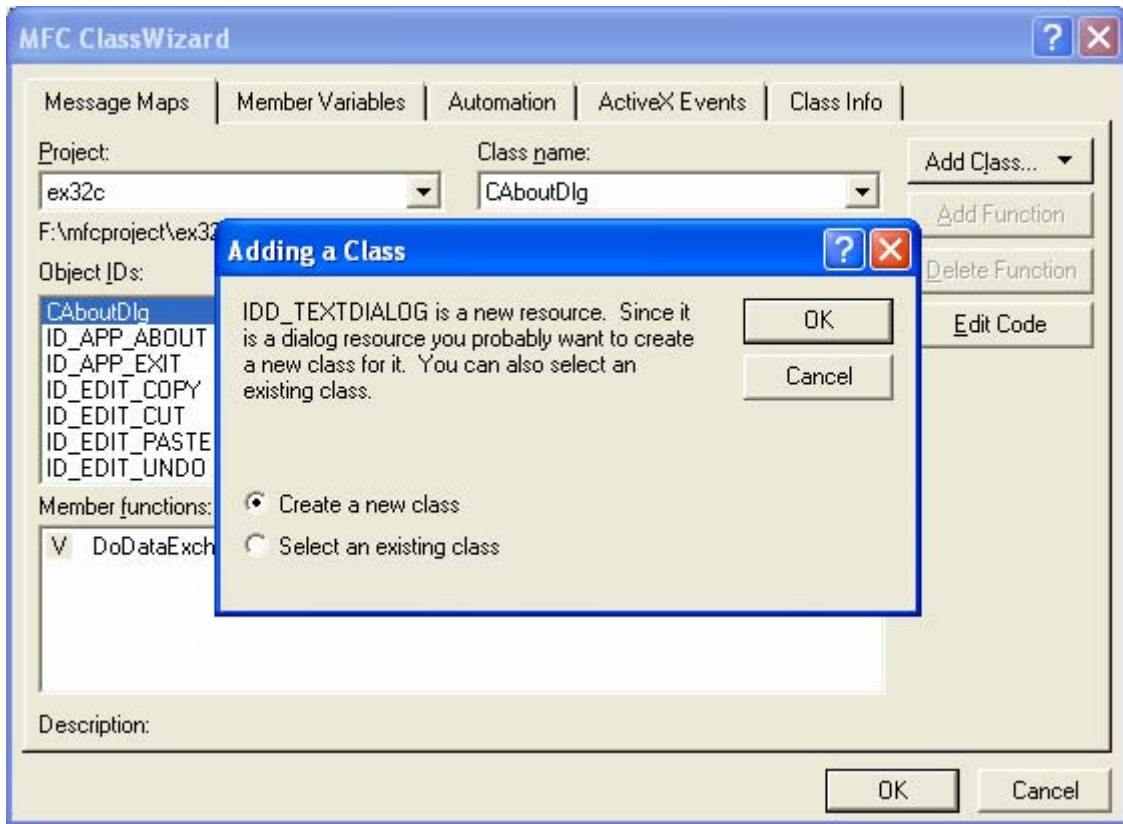 MFC ClassWizard
Message Maps
Member Variables
Automation
ActiveX Events
Class Info
Project:
Class name:
Add Class...
ex32c
CAboutDlg
Add Function
F:\mfcproject\ex32
Delete Function
Object IDs:
Edit Code
CAboutDlg
ID_APP_ABOUT
ID_APP_EXIT
ID_EDIT_COPY
ID_EDIT_CUT
ID_EDIT_PASTE
ID_EDIT_UNDO
Member functions:
V DoDataExch
Description:
OK
Cancel
Adding a Class
IDD_TEXTDIALOG is a new resource. Since it
is a dialog resource you probably want to create
a new class for it. You can also select an
existing class.
OK
Cancel
Create a new class
Select an existing class